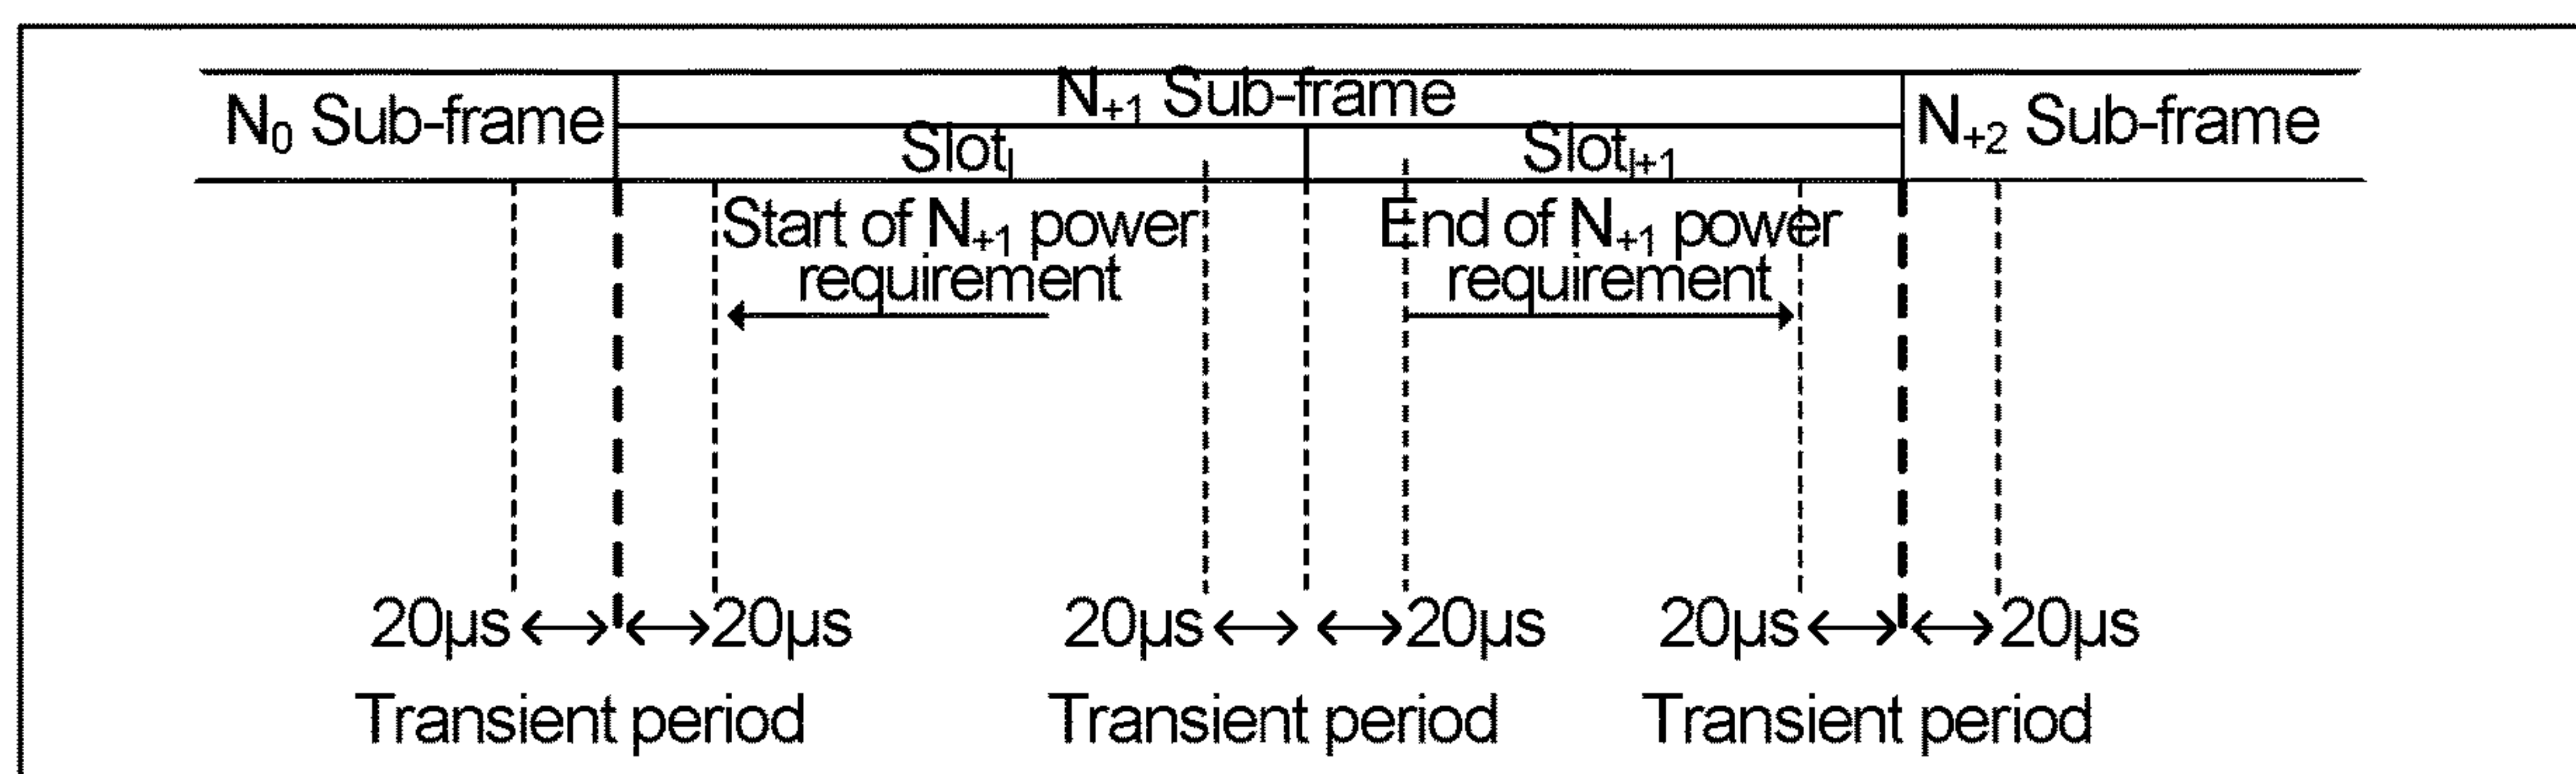 N₀ Sub-frame
N₊₁ Sub-frame
N₊₂ Sub-frame
Slotᵢ
Slotᵢ₊₁
Start of N₊₁ power
requirement
End of N₊₁ power
requirement
20µs
20µs
20µs
20µs
20µs
20µs
Transient period
Transient period
Transient period